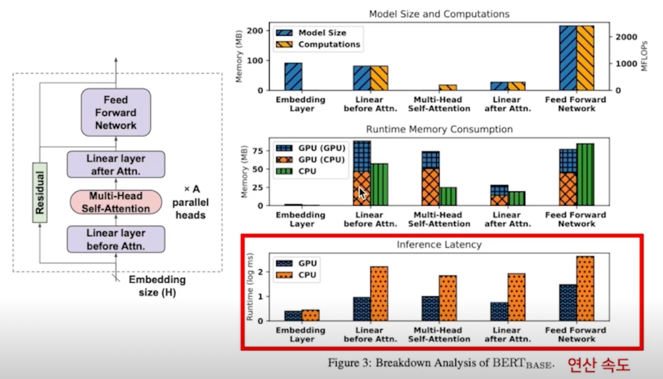 Feed
Forward
Network
Linear layer
after Attn.
Residual
Multi-Head
Self-Attention
× A
parallel
heads
Linear layer
before Attn.
Embedding
size (H)
Model Size and Computations
Memory (MB)
200
100
0
Model Size
Computations
2000
1000
0
MFLOPs
Embedding
Layer
Linear
before Attn.
Multi-Head
Self-Attention
Linear
after Attn.
Feed Forward
Network
Runtime Memory Consumption
Memory (MB)
75
50
25
0
GPU (GPU)
GPU (CPU)
CPU
Embedding
Layer
Linear
before Attn.
Multi-Head
Self-Attention
Linear
after Attn.
Feed Forward
Network
Inference Latency
Runtime (log ms)
2
1
0
GPU
CPU
Embedding
Layer
Linear
before Attn.
Multi-Head
Self-Attention
Linear
after Attn.
Feed Forward
Network
Figure 3: Breakdown Analysis of BERTBASE. 연산 속도